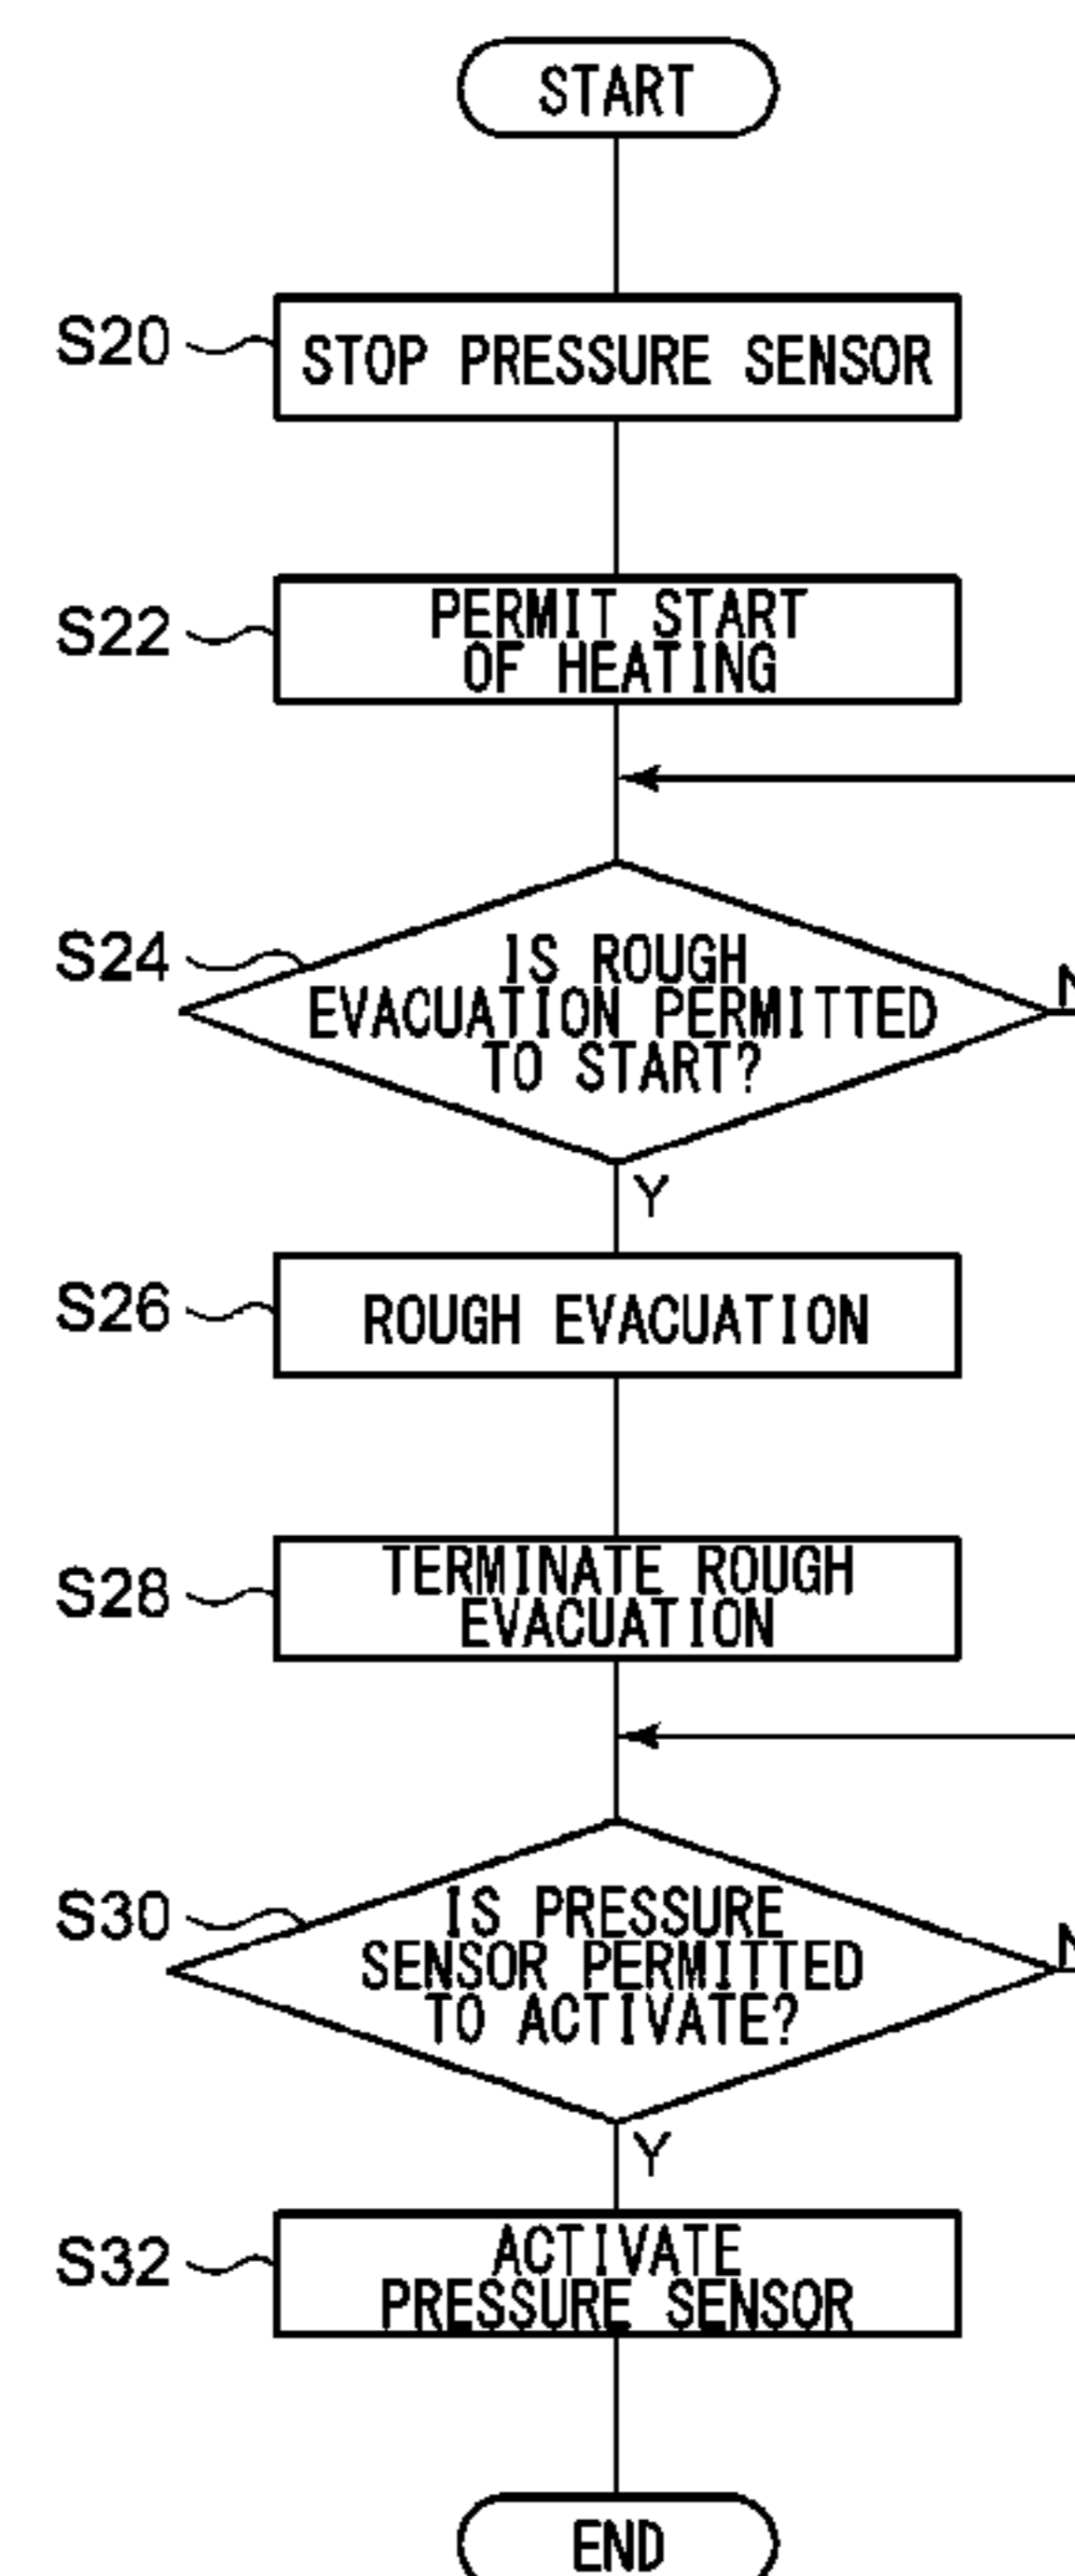 START
S20
STOP PRESSURE SENSOR
S22
PERMIT START
OF HEATING
S24
IS ROUGH
EVACUATION PERMITTED
TO START?
N
Y
S26
ROUGH EVACUATION
S28
TERMINATE ROUGH
EVACUATION
S30
IS PRESSURE
SENSOR PERMITTED
TO ACTIVATE?
N
Y
S32
ACTIVATE
PRESSURE SENSOR
END